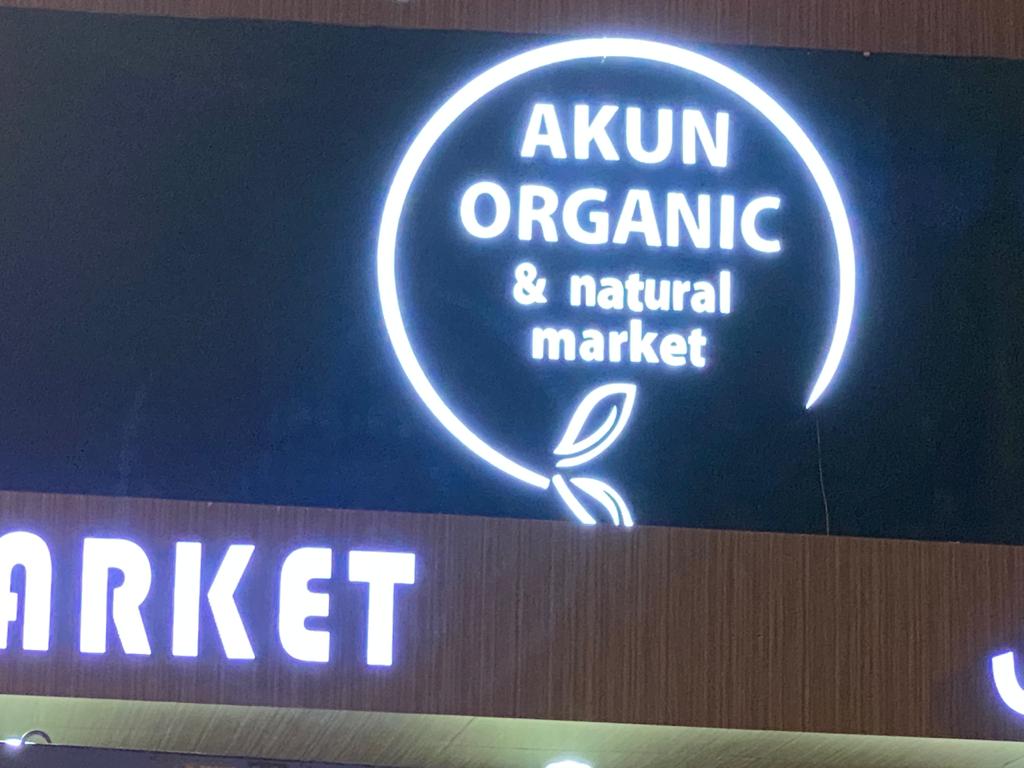 AKUN
ORGANIC
& natural
market
ARKET